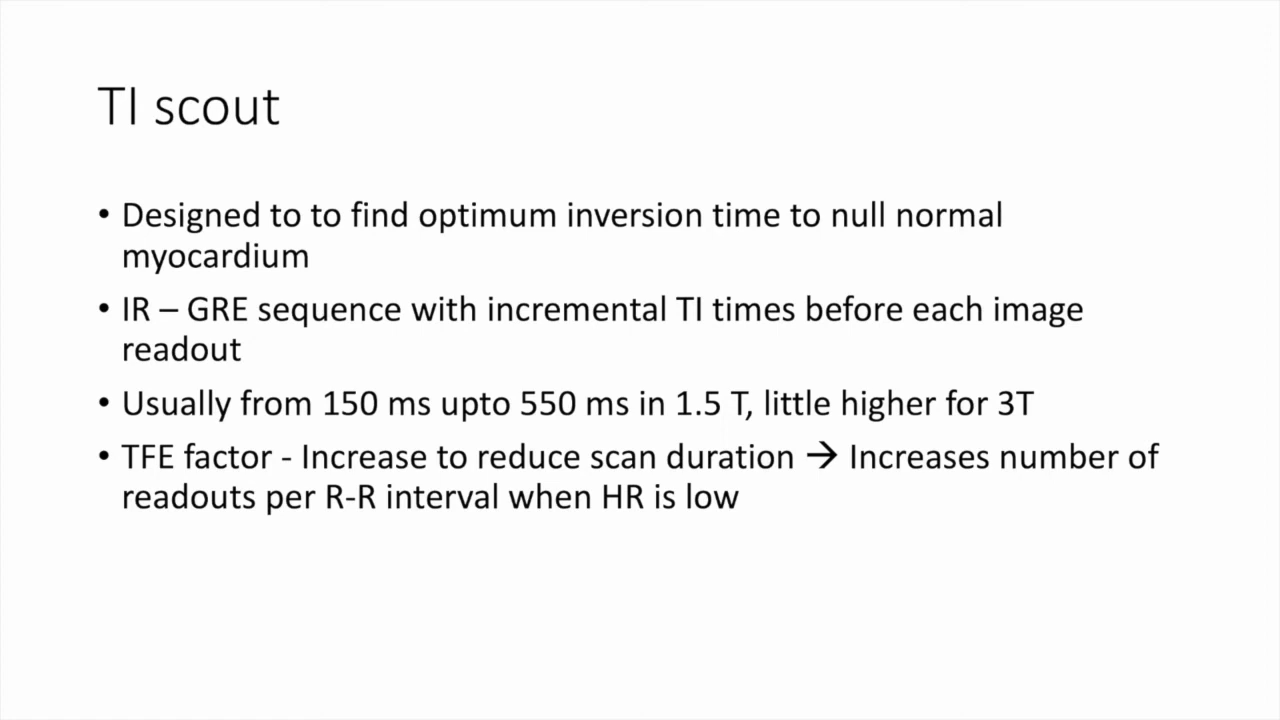 TI scout
• Designed to to find optimum inversion time to null normal
myocardium
• IR – GRE sequence with incremental TI times before each image
readout
• Usually from 150 ms upto 550 ms in 1.5 T, little higher for 3T
• TFE factor - Increase to reduce scan duration → Increases number of
readouts per R-R interval when HR is low